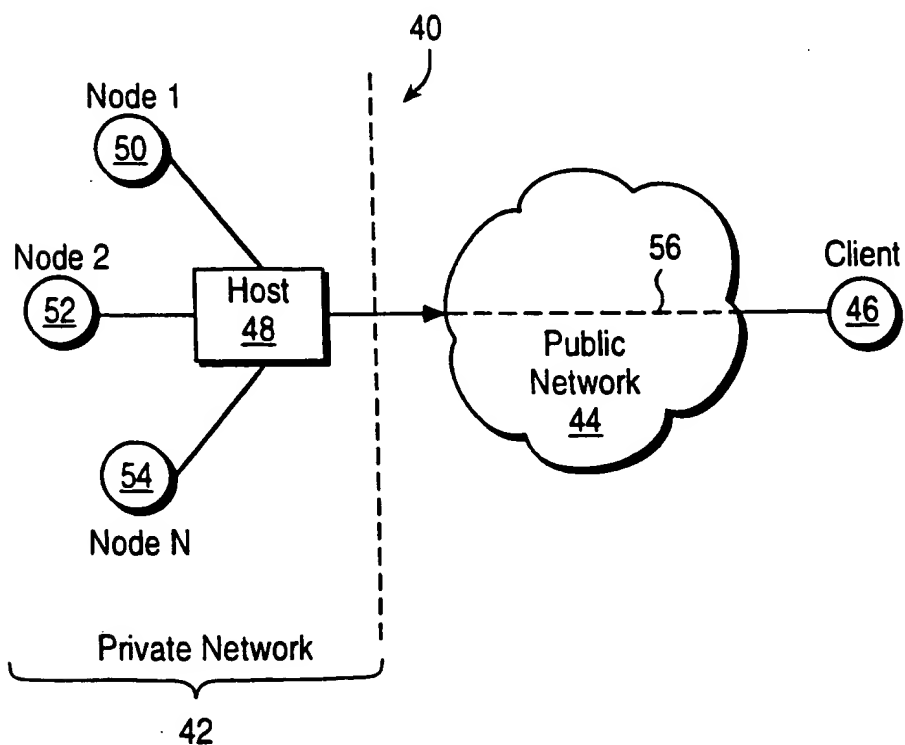 40
Node 1
50
Node 2
52
Host
48
56
Client
46
Public
Network
44
54
Node N
Private Network
42